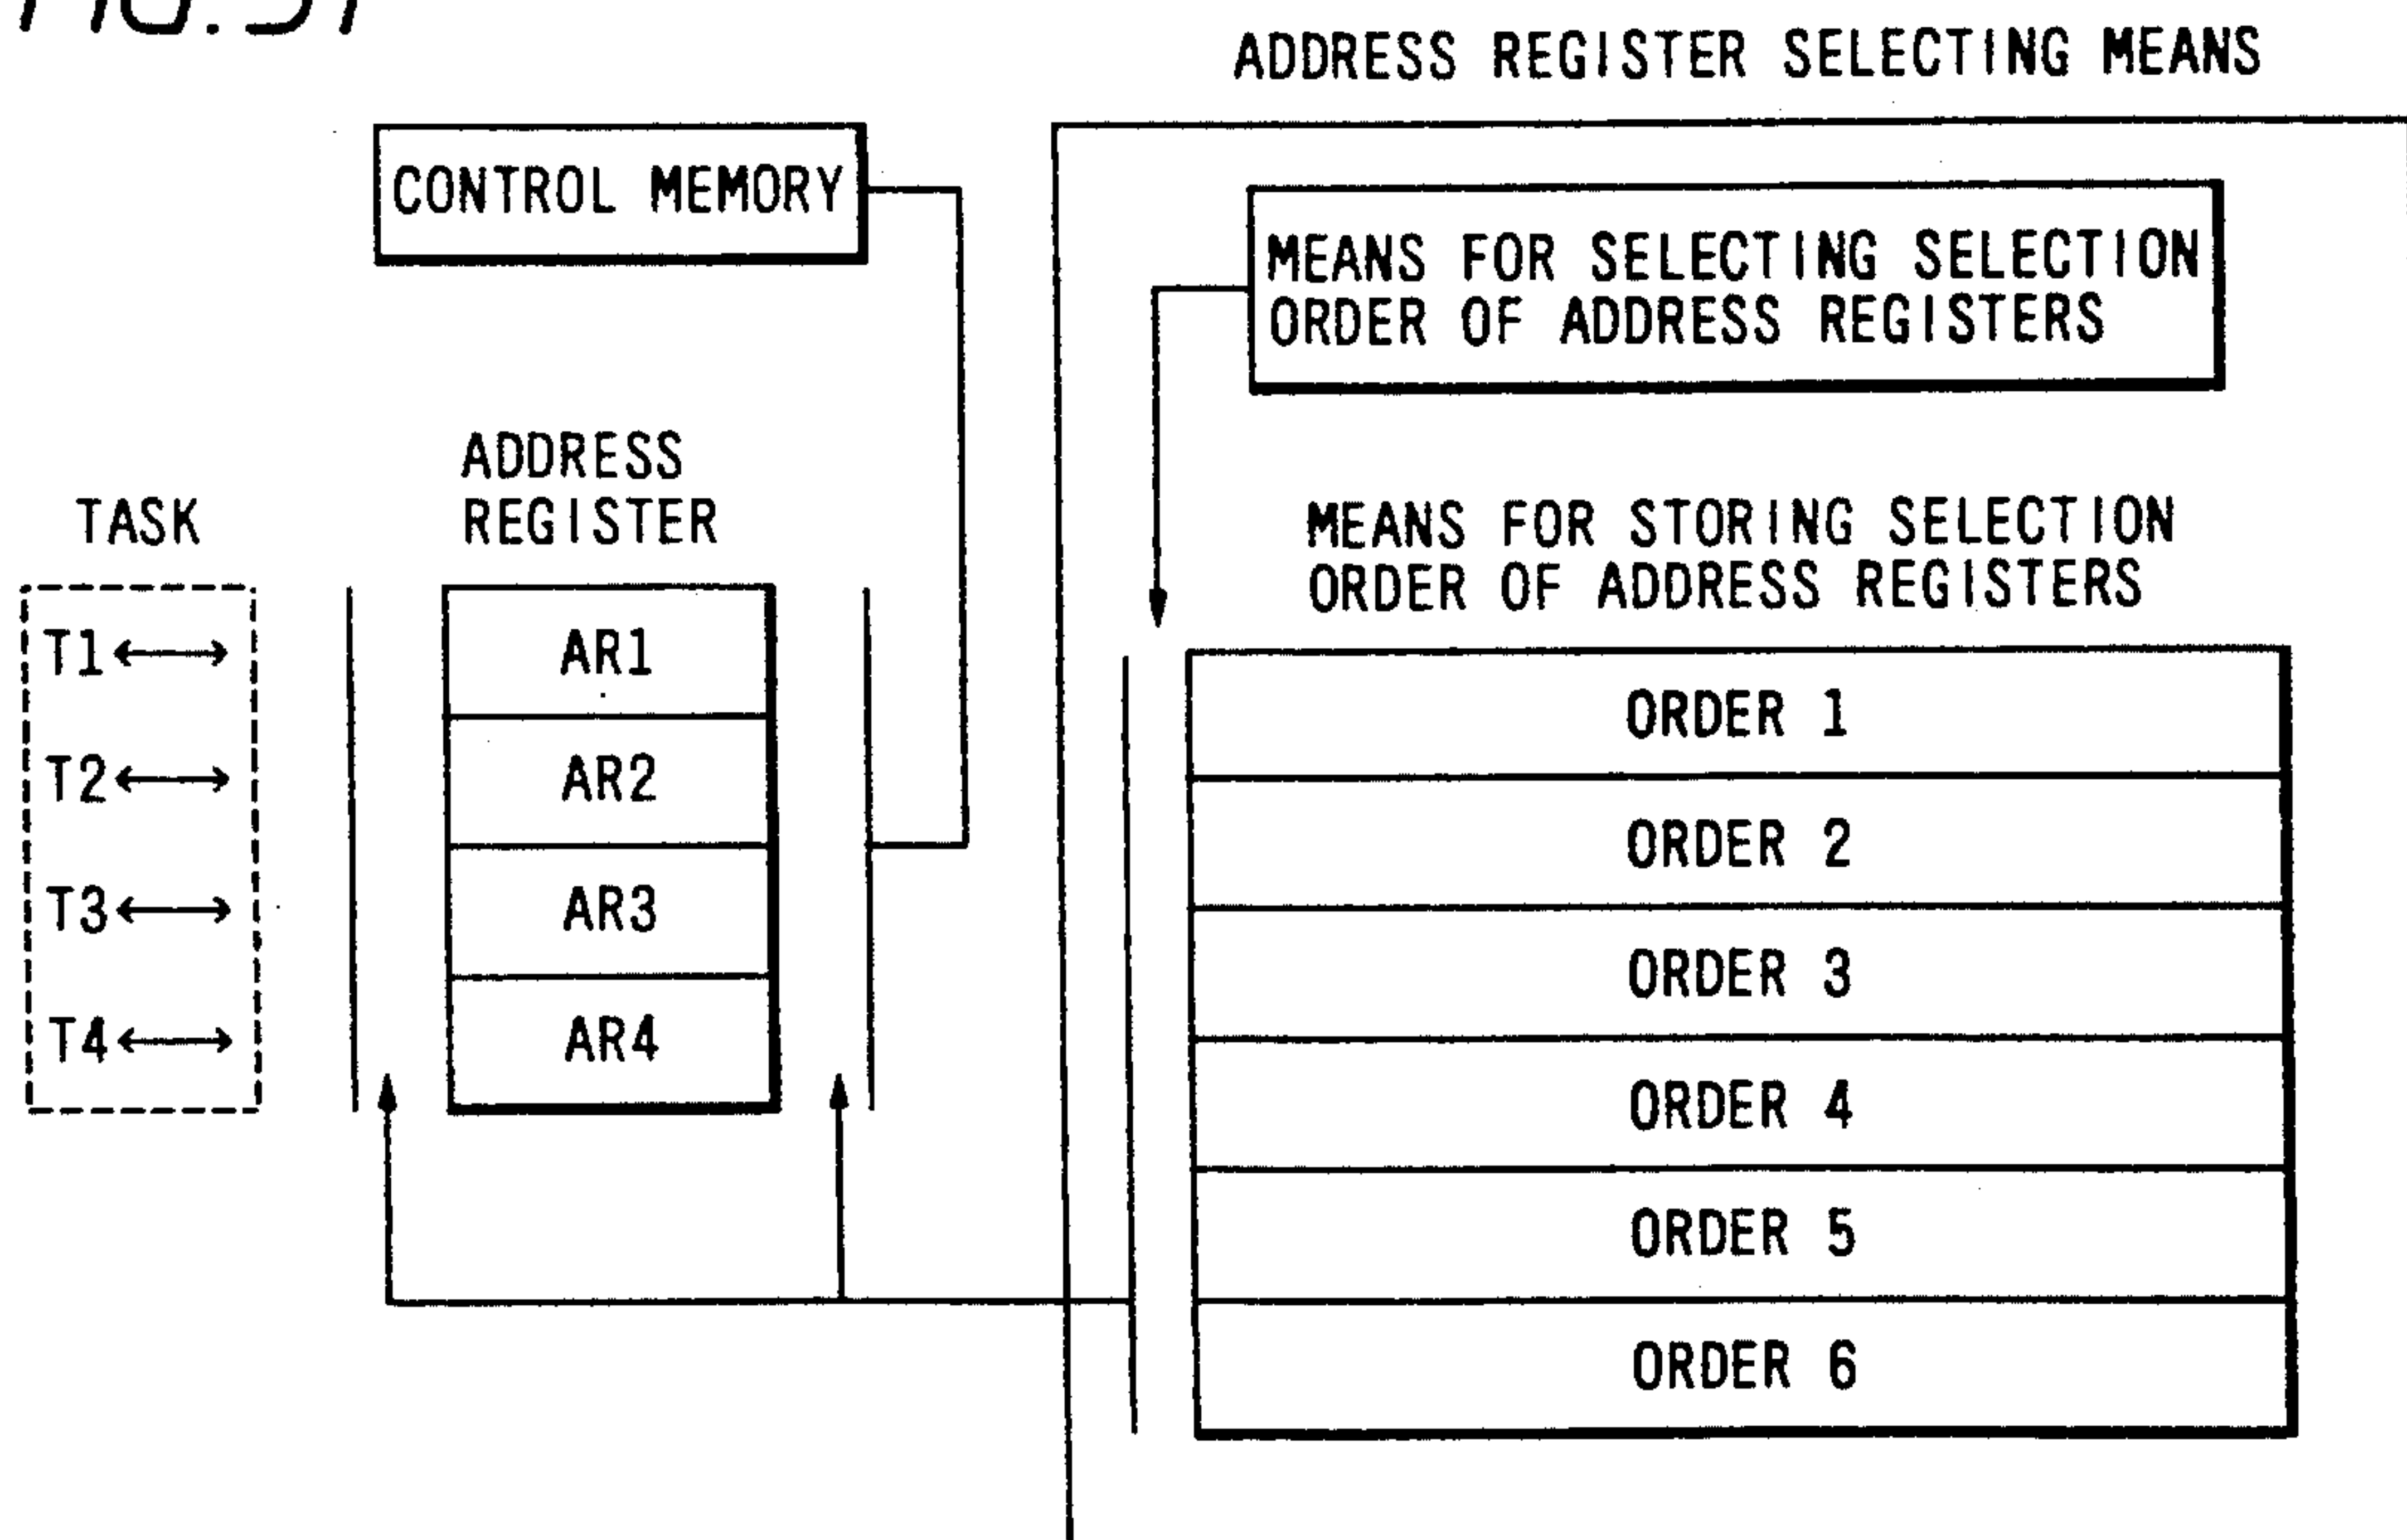 FIG. 31
ADDRESS REGISTER SELECTING MEANS
CONTROL MEMORY
MEANS FOR SELECTING SELECTION
ORDER OF ADDRESS REGISTERS
ADDRESS
REGISTER
TASK
MEANS FOR STORING SELECTION
ORDER OF ADDRESS REGISTERS
T1
T2
T3
T4
AR1
AR2
AR3
AR4
ORDER 1
ORDER 2
ORDER 3
ORDER 4
ORDER 5
ORDER 6